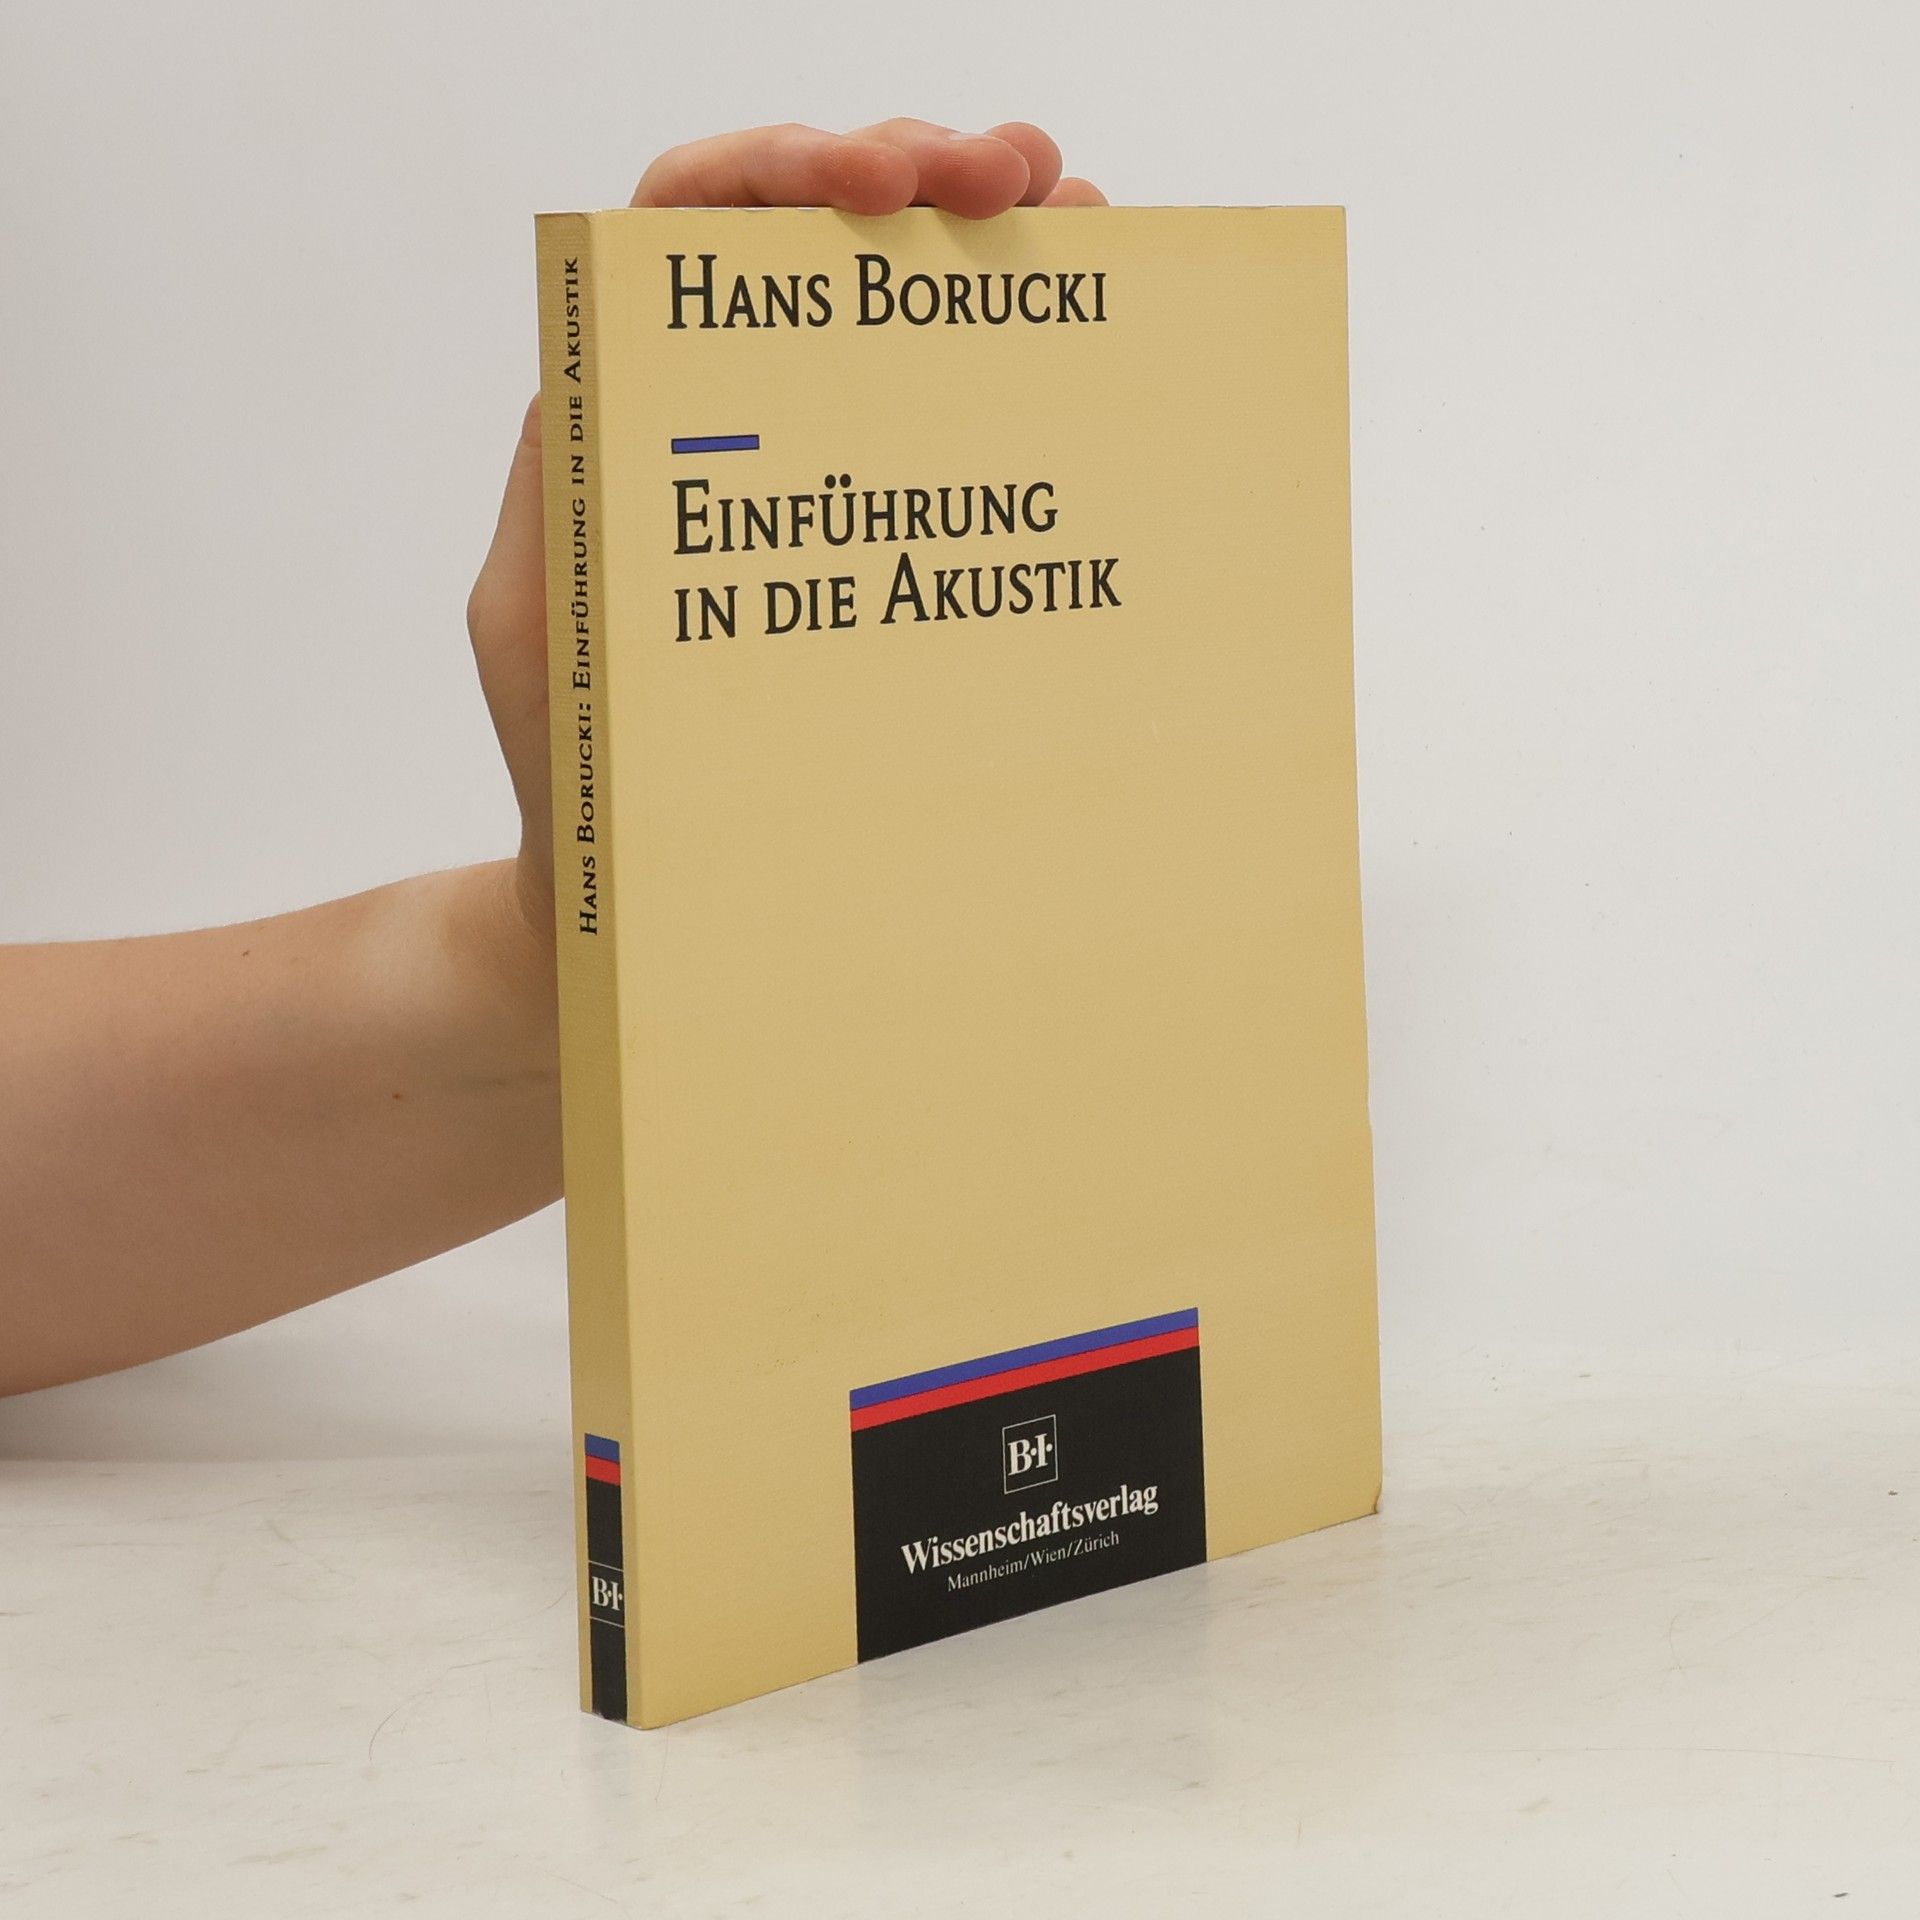 Hans Borucki
Einführung
in die Akustik
Hans Borucki: Einführung in die Akustik
B·I·
Wissenschaftsverlag
Mannheim/Wien/Zürich
B·I·